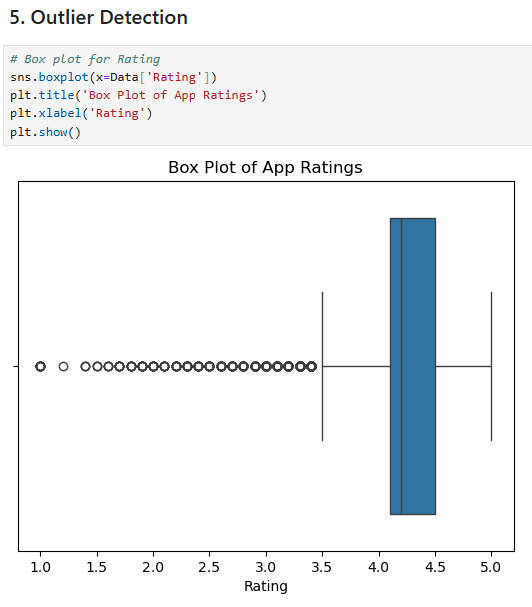 5. Outlier Detection
# Box plot for Rating
sns.boxplot(x=Data['Rating'])
plt.title('Box Plot of App Ratings')
plt.xlabel('Rating')
plt.show()
Box Plot of App Ratings
1.0 1.5 2.0 2.5 3.0 3.5 4.0 4.5 5.0
Rating